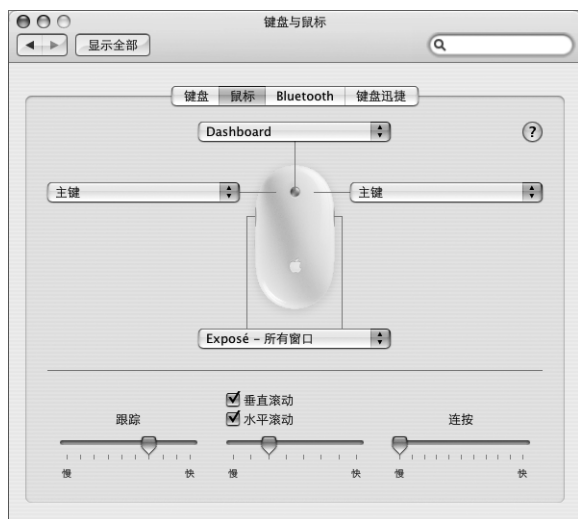 键盘与鼠标
显示全部
键盘 鼠标 Bluetooth 键盘迅捷
Dashboard
?
主键 主键
Exposé – 所有窗口
垂直滚动
跟踪 水平滚动 连按
慢 快 慢 快 慢 快